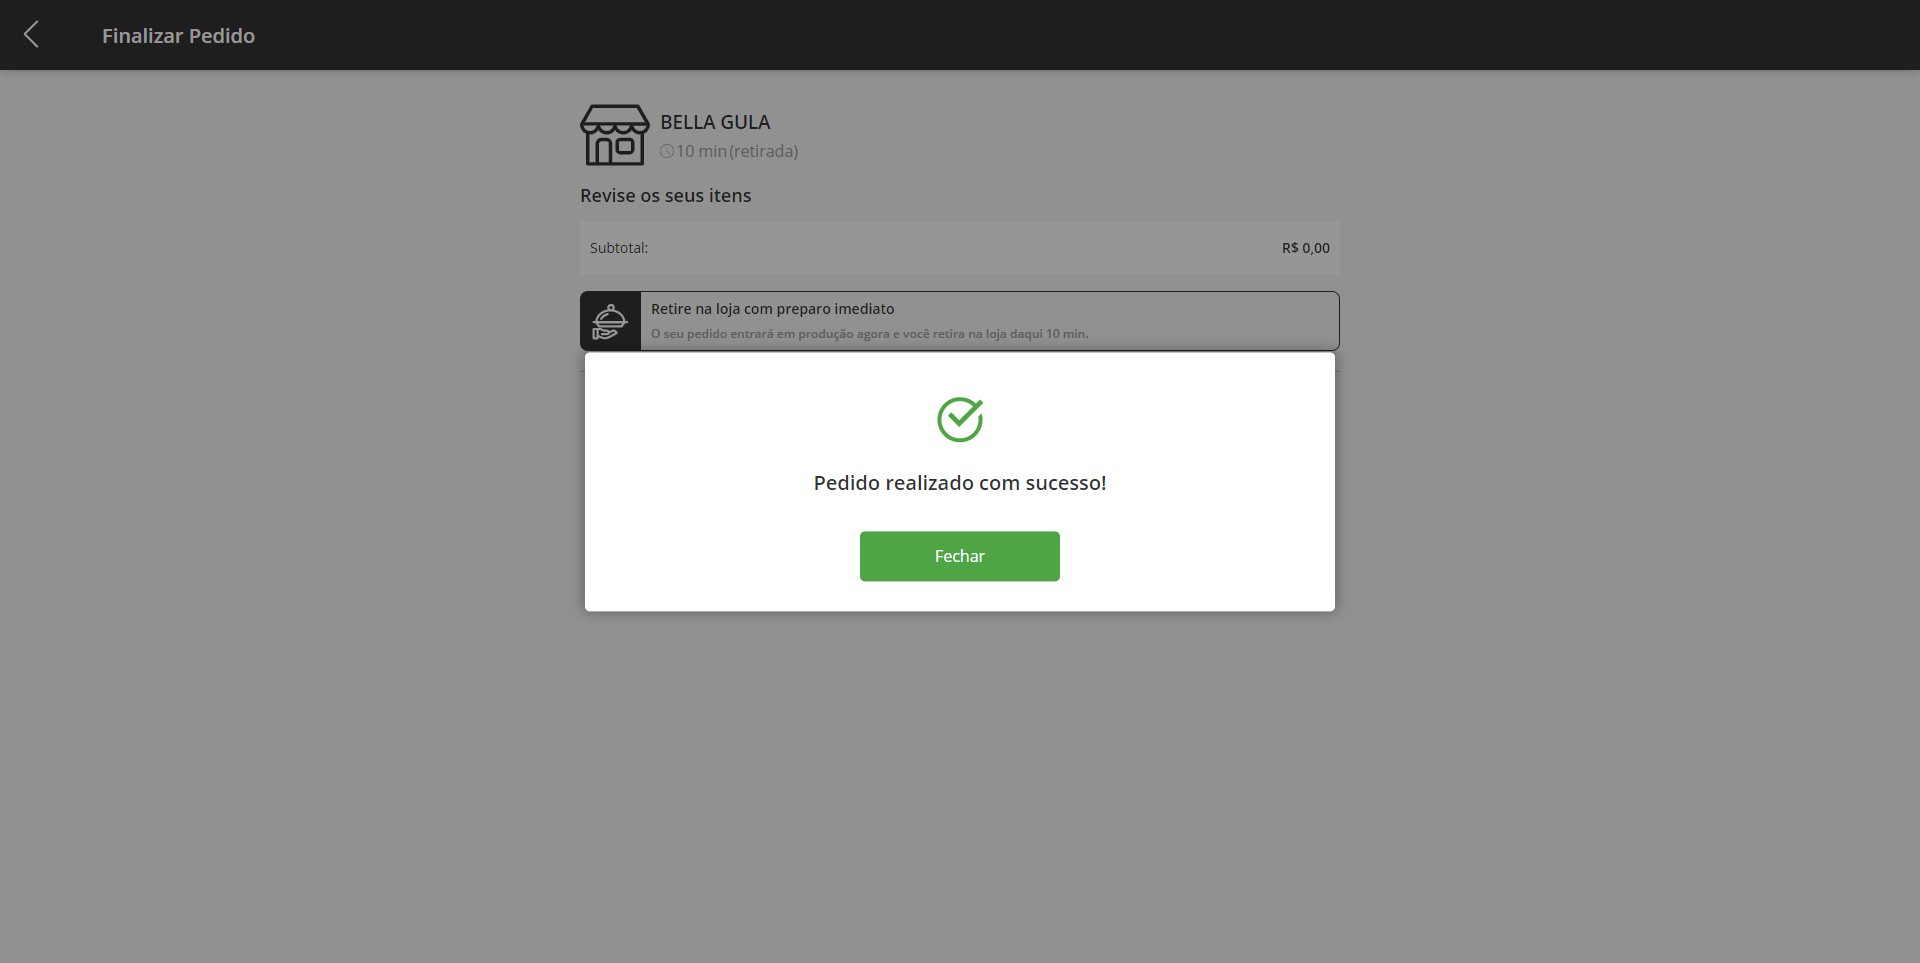 Finalizar Pedido
BELLA GULA
10 min (retirada)
Revise os seus itens
Subtotal: R$ 0,00
Retire na loja com preparo imediato
O seu pedido entrará em produção agora e você retira na loja daqui 10 min.
Pedido realizado com sucesso!
Fechar